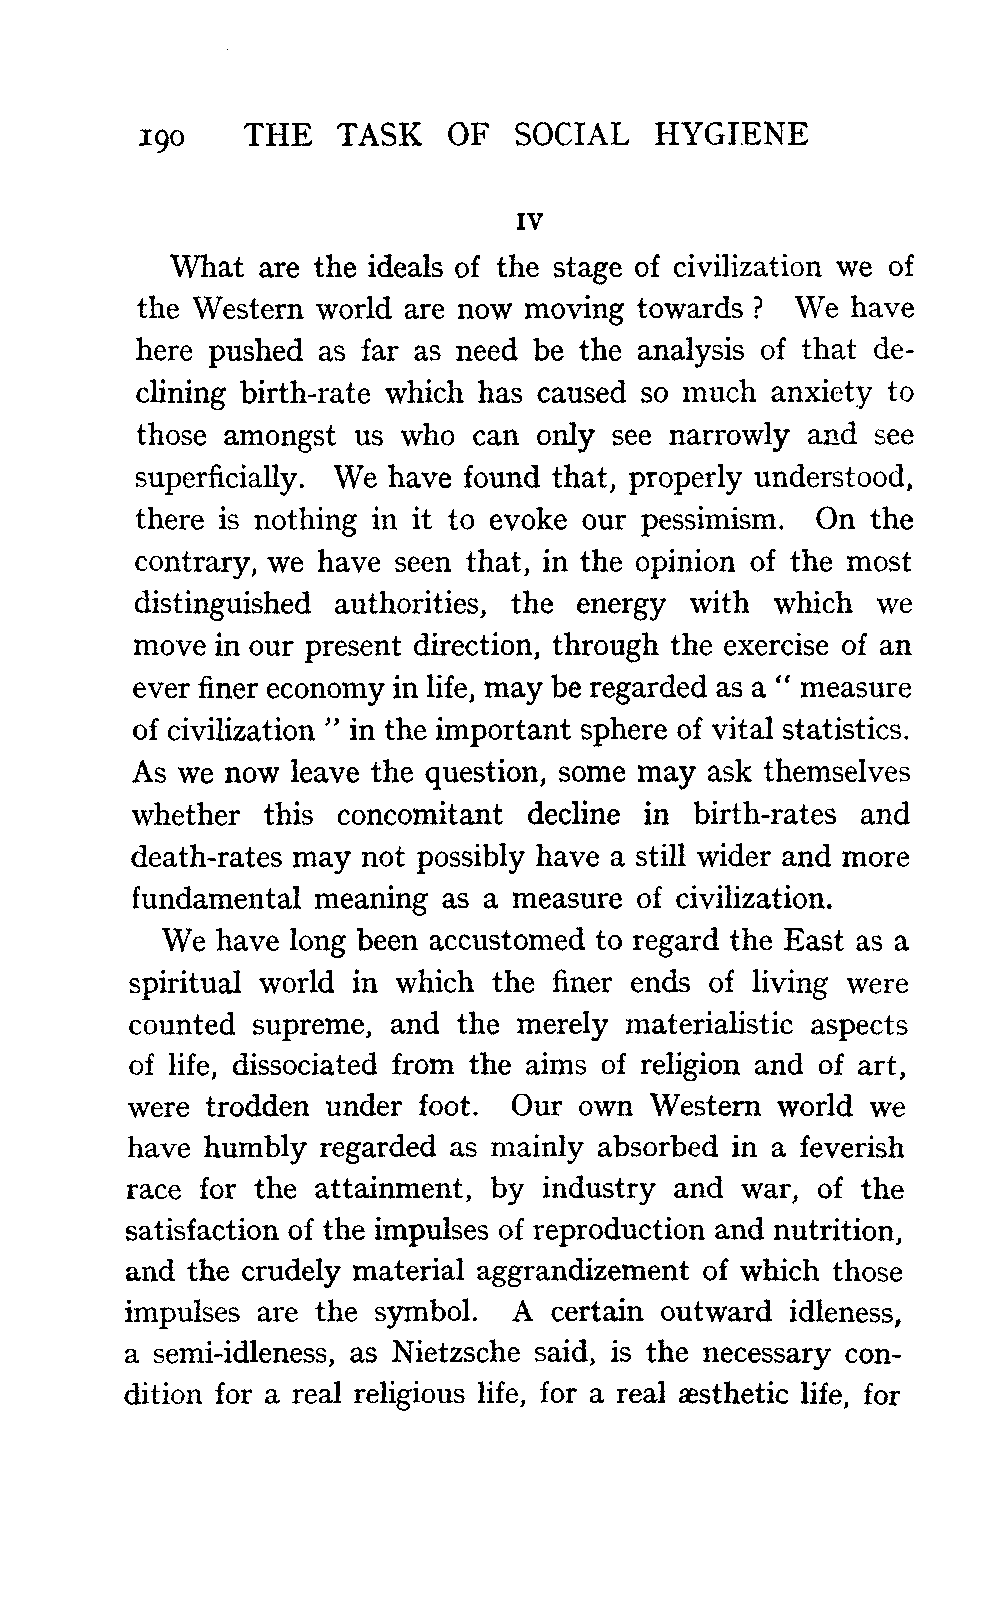 190 THE TASK OF SOCIAL HYGIENE
IV
What are the ideals of the stage of civilization we of
the Western world are now moving towards ? We have
here pushed as far as need be the analysis of that de-
clining birth-rate which has caused so much anxiety to
those amongst us who can only see narrowly and see
superficially. We have found that, properly understood,
there is nothing in it to evoke our pessimism. On the
contrary, we have seen that, in the opinion of the most
distinguished authorities, the energy with which we
move in our present direction, through the exercise of an
ever finer economy in life, may be regarded as a “ measure
of civilization ” in the important sphere of vital statistics.
As we now leave the question, some may ask themselves
whether this concomitant decline in birth-rates and
death-rates may not possibly have a still wider and more
fundamental meaning as a measure of civilization.
We have long been accustomed to regard the East as a
spiritual world in which the finer ends of living were
counted supreme, and the merely materialistic aspects
of life, dissociated from the aims of religion and of art,
were trodden under foot. Our own Western world we
have humbly regarded as mainly absorbed in a feverish
race for the attainment, by industry and war, of the
satisfaction of the impulses of reproduction and nutrition,
and the crudely material aggrandizement of which those
impulses are the symbol. A certain outward idleness,
a semi-idleness, as Nietzsche said, is the necessary con-
dition for a real religious life, for a real æsthetic life, for